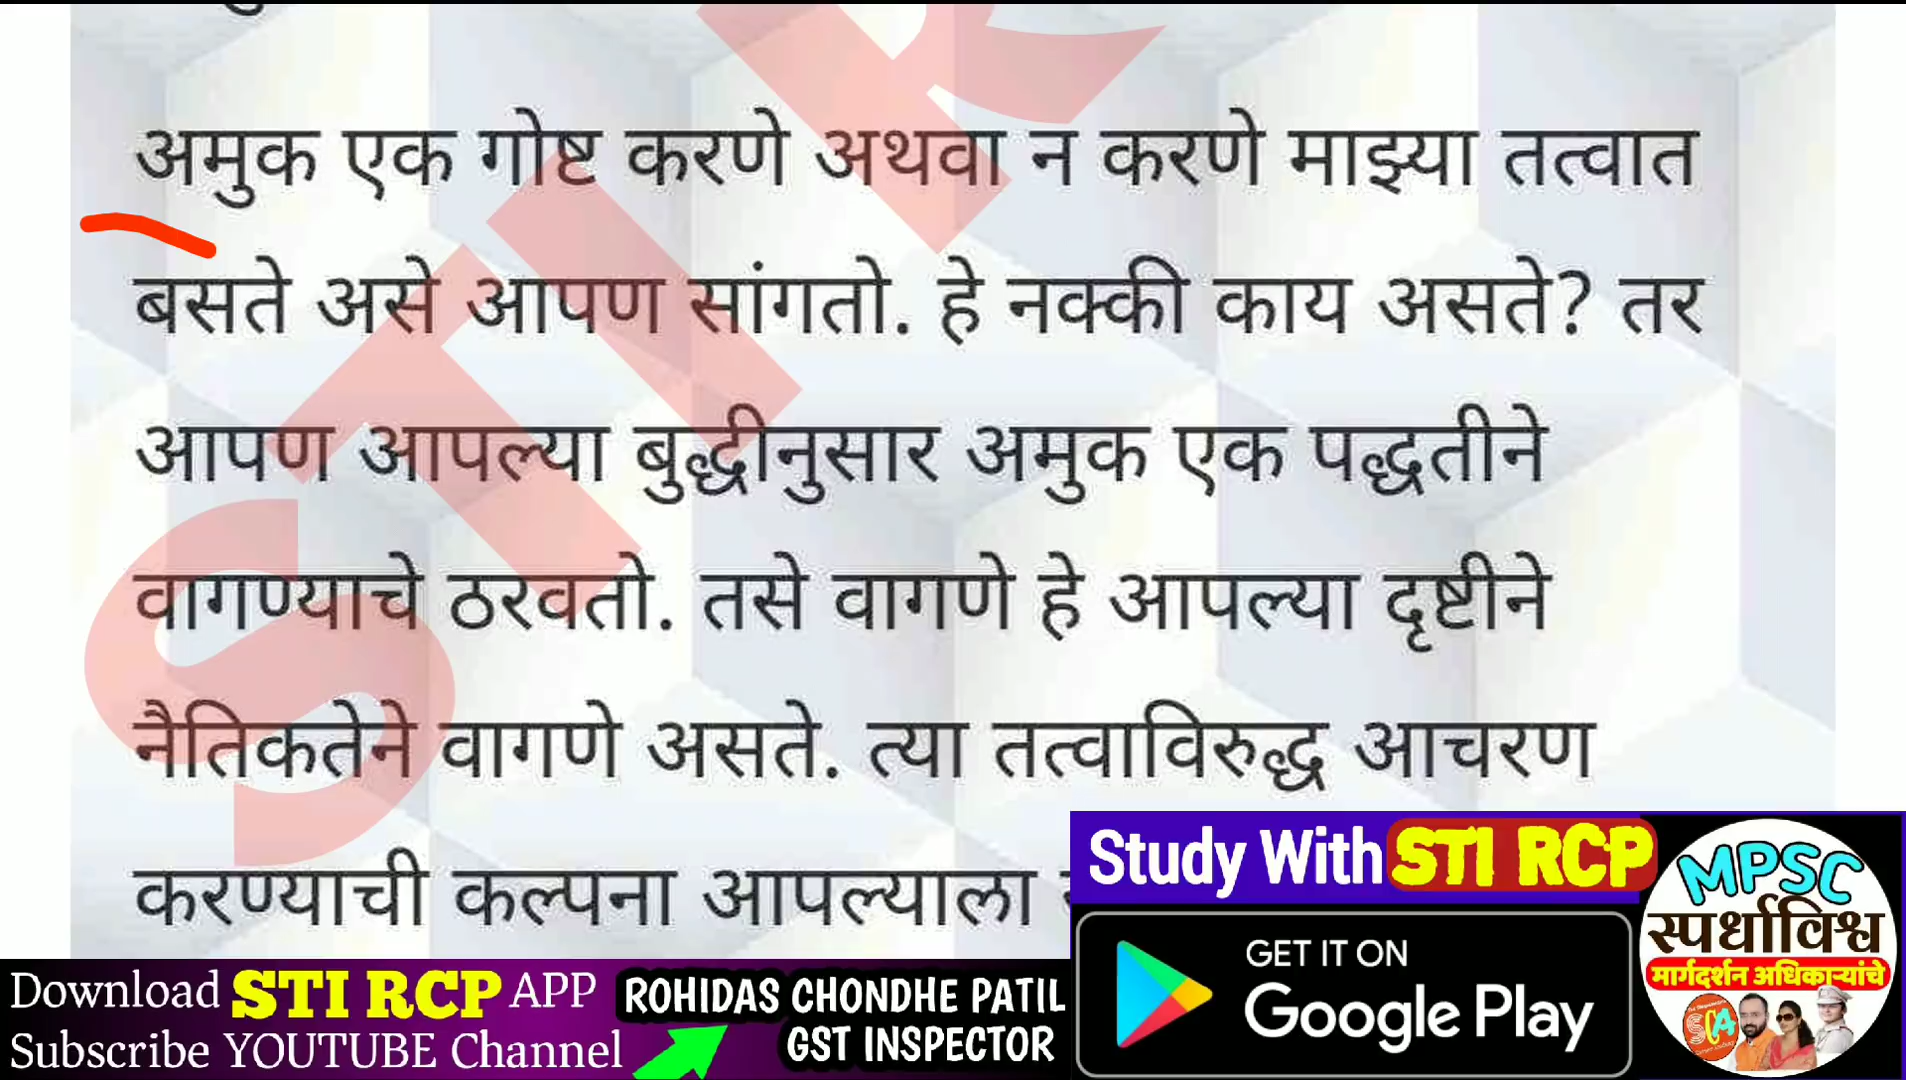 अमुक एक गोष्ट करणे अथवा न करणे माझ्या तत्वात
बसते असे आपण सांगतो. हे नक्की काय असते? तर
आपण आपल्या बुद्धीनुसार अमुक एक पद्धतीने
वागण्याचे ठरवतो. तसे वागणे हे आपल्या दृष्टीने
नैतिकतेने वागणे असते. त्या तत्वाविरुद्ध आचरण
करण्याची कल्पना आपल्याला
STI R
Study With STI RCP
GET IT ON
Google Play
MPSC
स्पर्धाविश्व
मार्गदर्शन अधिकाऱ्यांचे
Download STI RCP APP
Subscribe YOUTUBE Channel
ROHIDAS CHONDHE PATIL
GST INSPECTOR